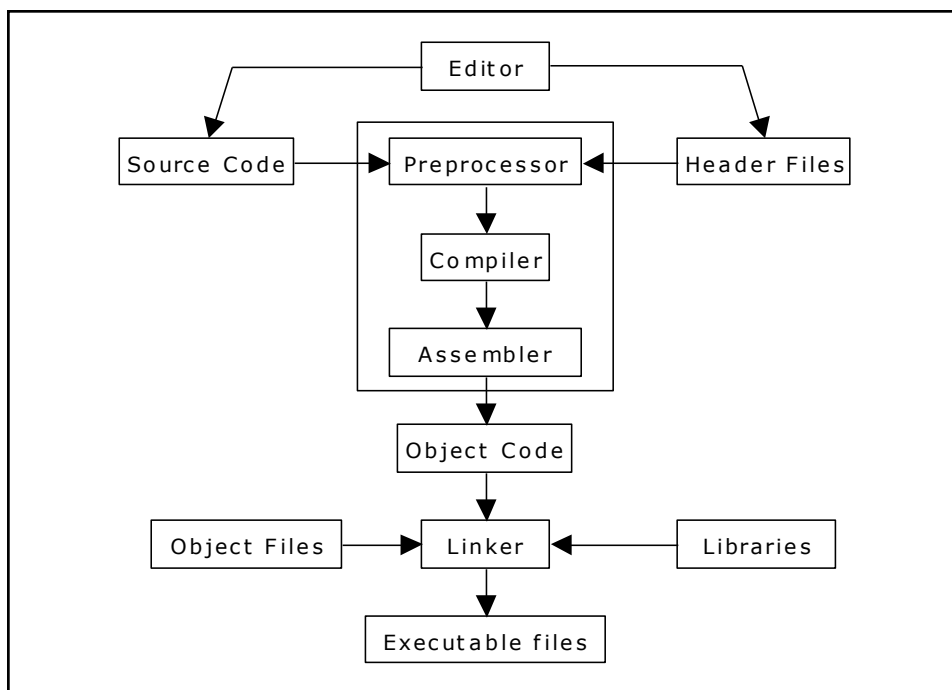 Editor
Source Code
Preprocessor
Header Files
Compiler
Assembler
Object Code
Object Files
Linker
Libraries
Executable files